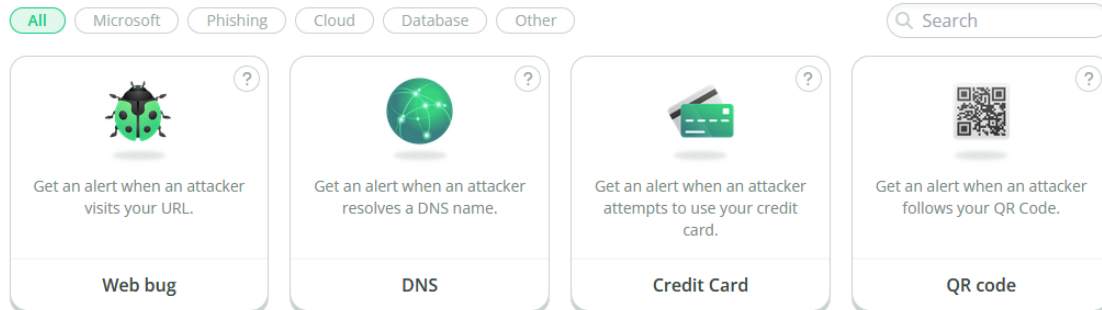 All Microsoft Phishing Cloud Database Other Search
? ? ? ?
Get an alert when an attacker
visits your URL.
Get an alert when an attacker
resolves a DNS name.
Get an alert when an attacker
attempts to use your credit
card.
Get an alert when an attacker
follows your QR Code.
Web bug
DNS
Credit Card
QR code